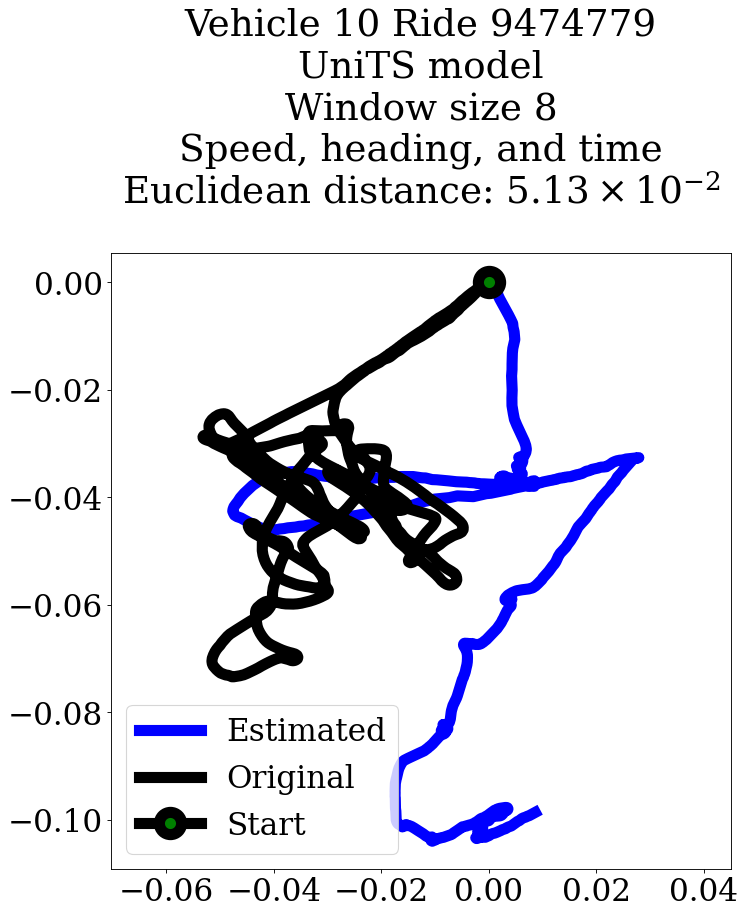 Vehicle 10 Ride 9474779
UniTS model
Window size 8
Speed, heading, and time
Euclidean distance: 5.13 × 10⁻²
0.00
−0.02
−0.04
−0.06
−0.08
−0.10
Estimated
Original
Start
−0.06 −0.04 −0.02 0.00 0.02 0.04